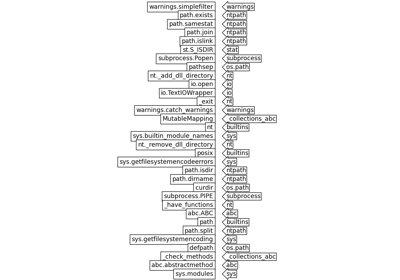 warnings.simplefilter warnings
path.exists ntpath
path.samestat ntpath
path.join ntpath
path.islink ntpath
st.S_ISDIR stat
subprocess.Popen subprocess
pathsep os.path
nt._add_dll_directory nt
io.open io
io.TextIOWrapper io
_exit nt
warnings.catch_warnings warnings
MutableMapping _collections_abc
nt builtins
sys.builtin_module_names sys
nt._remove_dll_directory nt
posix builtins
sys.getfilesystemencodeerrors sys
path.isdir ntpath
path.dirname ntpath
curdir os.path
subprocess.PIPE subprocess
_have_functions nt
abc.ABC abc
path builtins
path.split ntpath
sys.getfilesystemencoding sys
defpath os.path
_check_methods _collections_abc
abc.abstractmethod abc
sys.modules sys